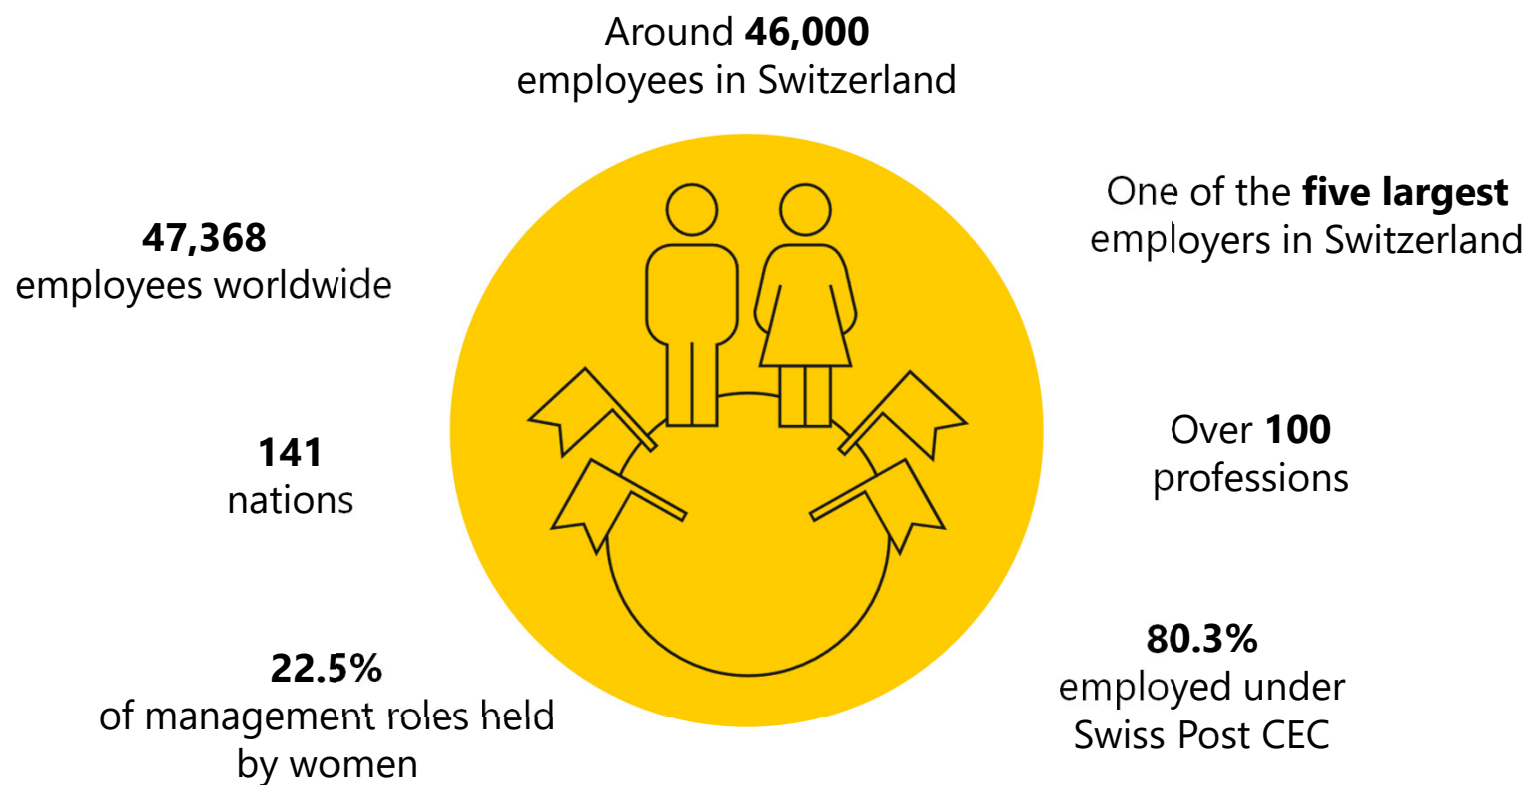 Around 46,000
employees in Switzerland
47,368
employees worldwide
One of the five largest
employers in Switzerland
141
nations
Over 100
professions
22.5%
of management roles held
by women
80.3%
employed under
Swiss Post CEC